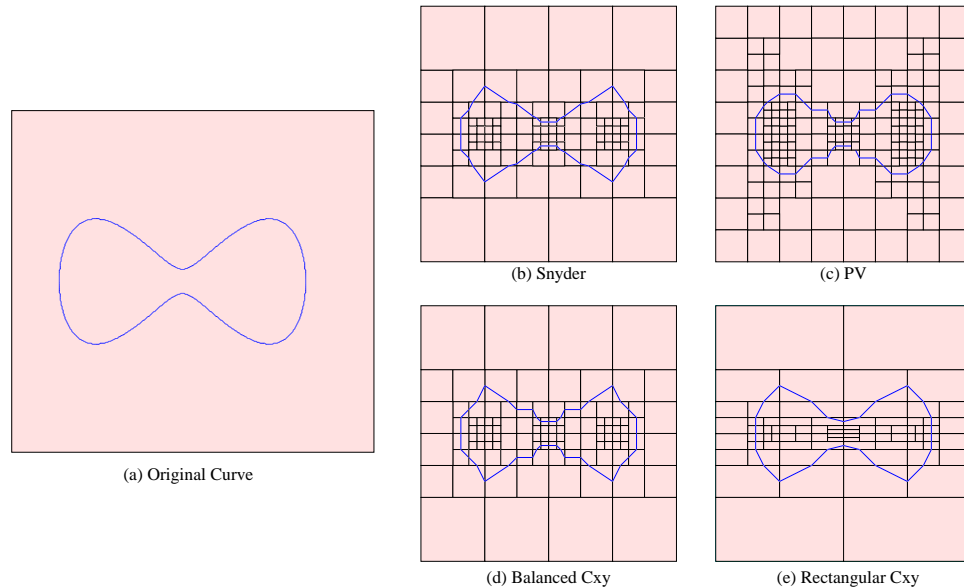 (a) Original Curve
(b) Snyder
(c) PV
(d) Balanced Cxy
(e) Rectangular Cxy